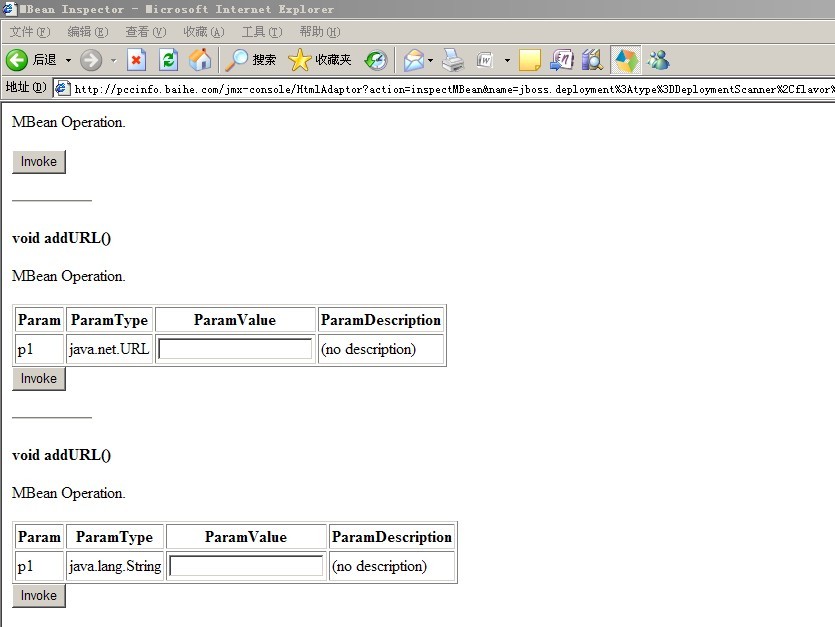 MBean Inspector - Microsoft Internet Explorer
文件(F) 编辑(E) 查看(V) 收藏(A) 工具(T) 帮助(H)
后退 搜索 收藏夹
地址(D) http://pccinfo.baihe.com/jmx-console/HtmlAdaptor?action=inspectMBean&name=jboss.deployment%3Atype%3DDeploymentScanner%2Cflavor%
MBean Operation.
Invoke
void addURL()
MBean Operation.
Param ParamType ParamValue ParamDescription
p1 java.net.URL (no description)
Invoke
void addURL()
MBean Operation.
Param ParamType ParamValue ParamDescription
p1 java.lang.String (no description)
Invoke